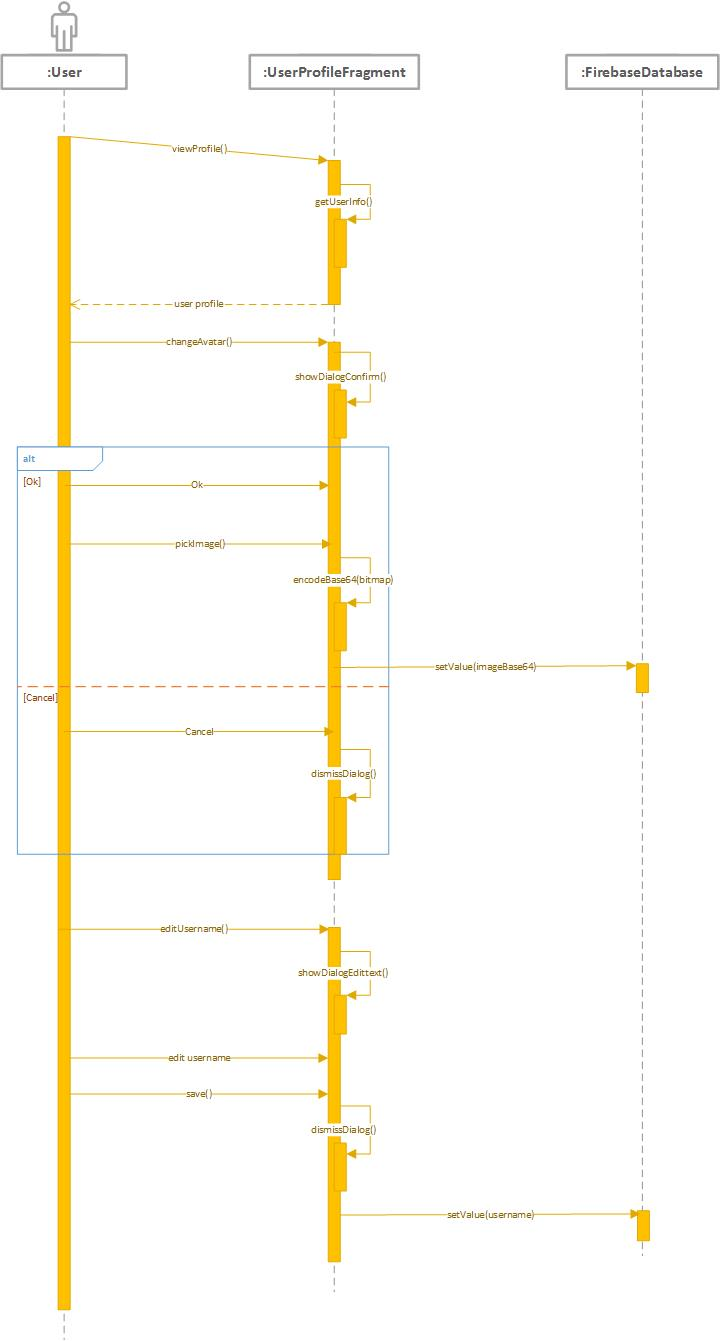 :User
:UserProfileFragment
:FirebaseDatabase
viewProfile()
getUserInfo()
user profile
changeAvatar()
showDialogConfirm()
alt
[Ok]
Ok
pickImage()
encodeBase64(bitmap)
setValue(imageBase64)
[Cancel]
Cancel
dismissDialog()
editUsername()
showDialogEdittext()
edit username
save()
dismissDialog()
setValue(username)